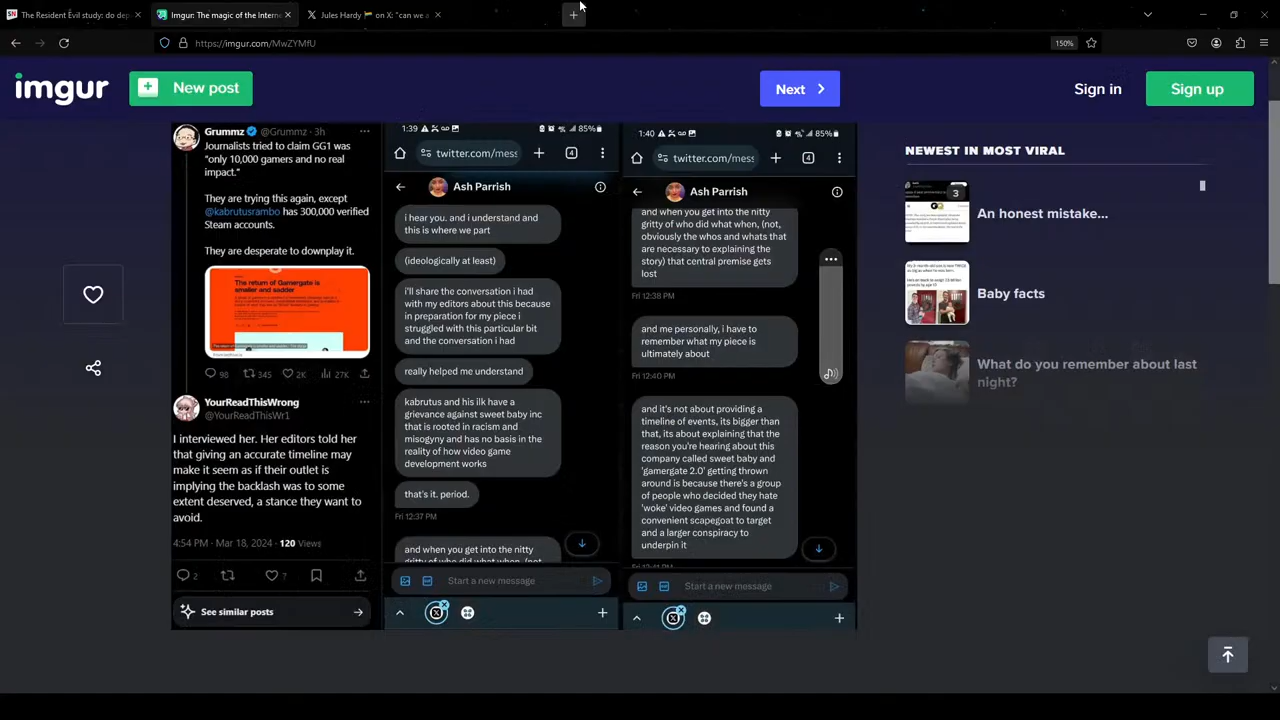 The Resident Evil study: do dep
Imgur: The magic of the Interne
Jules Hardy on X: "can we a
https://imgur.com/MwZYMfU
150%
imgur
New post
Next
Sign in
Sign up
Grummz @Grummz · 3h
Journalists tried to claim GG1 was
"only 10,000 gamers and no real
impact."
They are trying this again, except
@kabrutusrambo has 300,000 verified
steam accounts.
They are desperate to downplay it.
The return of Gamergate is
smaller and sadder
98
345
2K
27K
YourReadThisWrong
@YourReadThisWr1
I interviewed her. Her editors told her
that giving an accurate timeline may
make it seem as if their outlet is
implying the backlash was to some
extent deserved, a stance they want to
avoid.
4:54 PM · Mar 18, 2024 · 120 Views
2
7
See similar posts
1:39
85%
twitter.com/mess
4
Ash Parrish
hear you. and i understand and
this is where we part
(ideologically at least)
i'll share the conversation i had
with my editors about this because
in preparation for my piece i
struggled with this particular bit
and the conversation i had
really helped me understand
kabrutus and his ilk have a
grievance against sweet baby inc
that is rooted in racism and
misogyny and has no basis in the
reality of how video game
development works
that's it. period.
Fri 12:37 PM
and when you get into the nitty
gritty of who did what when, (not,
Start a new message
1:40
85%
twitter.com/mess
4
Ash Parrish
and when you get into the nitty
gritty of who did what when, (not,
obviously the whos and whats that
are necessary to explaining the
story) that central premise gets
lost
Fri 12:38 PM
and me personally, i have to
remember what my piece is
ultimately about
Fri 12:40 PM
and it's not about providing a
timeline of events, its bigger than
that, its about explaining that the
reason you're hearing about this
company called sweet baby and
'gamergate 2.0' getting thrown
around is because there's a group
of people who decided they hate
'woke' video games and found a
convenient scapegoat to target
and a larger conspiracy to
underpin it
Fri 12:41 PM
Start a new message
NEWEST IN MOST VIRAL
3
An honest mistake...
Baby facts
What do you remember about last
night?